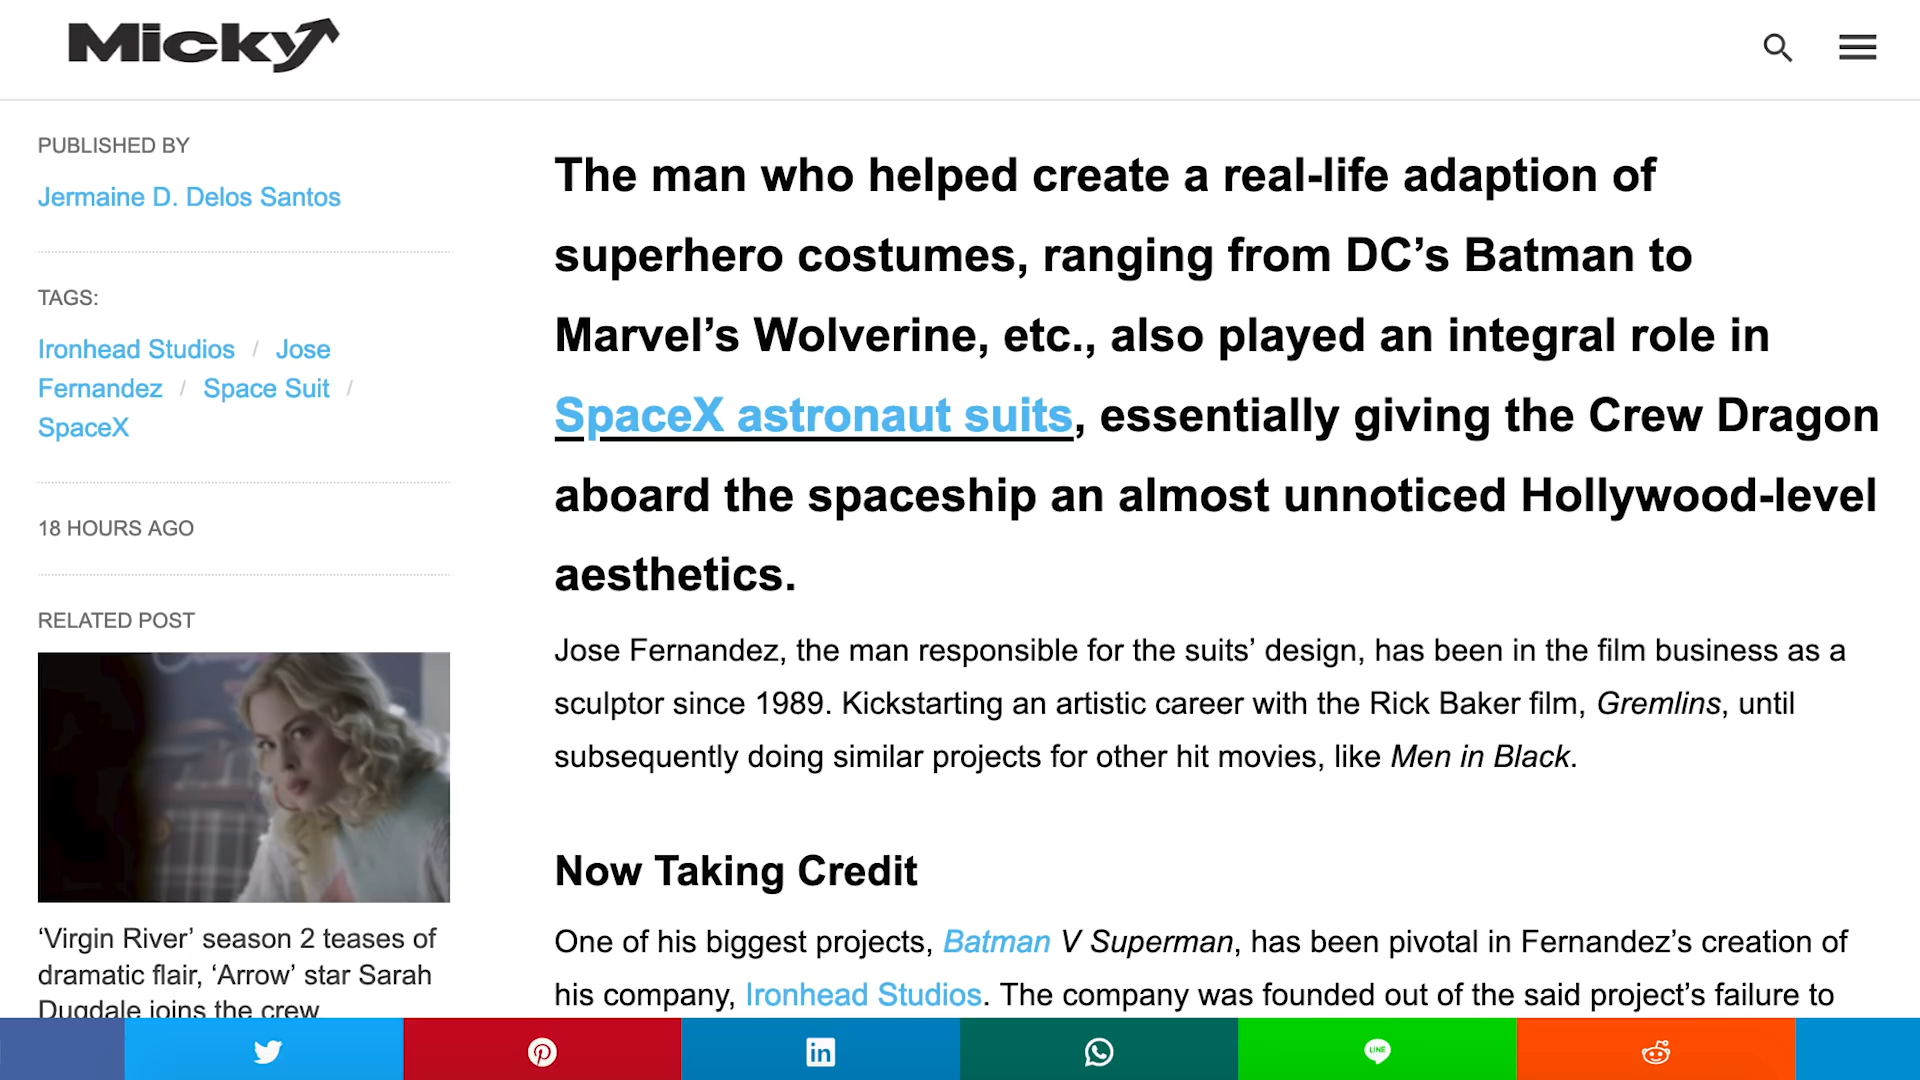 Micky
PUBLISHED BY
Jermaine D. Delos Santos
TAGS:
Ironhead Studios / Jose
Fernandez / Space Suit /
SpaceX
18 HOURS AGO
RELATED POST
‘Virgin River’ season 2 teases of
dramatic flair, ‘Arrow’ star Sarah
Dugdale joins the crew
The man who helped create a real-life adaption of
superhero costumes, ranging from DC’s Batman to
Marvel’s Wolverine, etc., also played an integral role in
SpaceX astronaut suits, essentially giving the Crew Dragon
aboard the spaceship an almost unnoticed Hollywood-level
aesthetics.
Jose Fernandez, the man responsible for the suits’ design, has been in the film business as a
sculptor since 1989. Kickstarting an artistic career with the Rick Baker film, Gremlins, until
subsequently doing similar projects for other hit movies, like Men in Black.
Now Taking Credit
One of his biggest projects, Batman V Superman, has been pivotal in Fernandez’s creation of
his company, Ironhead Studios. The company was founded out of the said project’s failure to
in
LINE